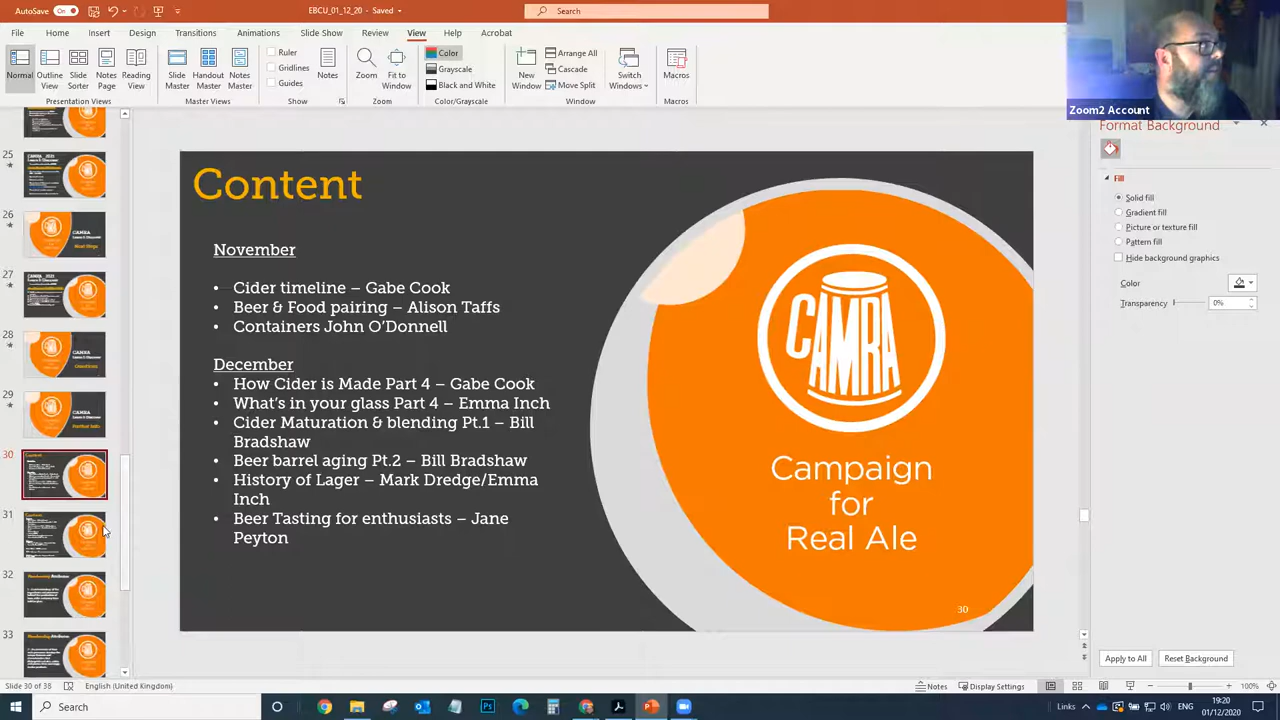 AutoSave On EBCU_01_12_20 - Saved Search
File Home Insert Design Transitions Animations Slide Show Review View Help Acrobat
Normal Outline View Slide Sorter Notes Page Reading View
Presentation Views
Slide Master Handout Master Notes Master
Master Views
Ruler
Gridlines
Guides
Show
Notes
Zoom Fit to Window
Zoom
Color
Grayscale
Black and White
Color/Grayscale
New Window
Arrange All
Cascade
Move Split
Window
Switch Windows
Macros
Macros
Zoom2 Account
Format Background
Fill
Solid fill
Gradient fill
Picture or texture fill
Pattern fill
Hide background graphics
Color
Transparency 0%
Apply to All Reset Background
25
26
27
28
29
30
31
32
33
Content
November
• Cider timeline – Gabe Cook
• Beer & Food pairing – Alison Taffs
• Containers John O’Donnell
December
• How Cider is Made Part 4 – Gabe Cook
• What’s in your glass Part 4 – Emma Inch
• Cider Maturation & blending Pt.1 – Bill
Bradshaw
• Beer barrel aging Pt.2 – Bill Bradshaw
• History of Lager – Mark Dredge/Emma
Inch
• Beer Tasting for enthusiasts – Jane
Peyton
CAMRA
Campaign
for
Real Ale
30
Slide 30 of 38 English (United Kingdom) Notes Display Settings 100%
Search Links 19:20
01/12/2020